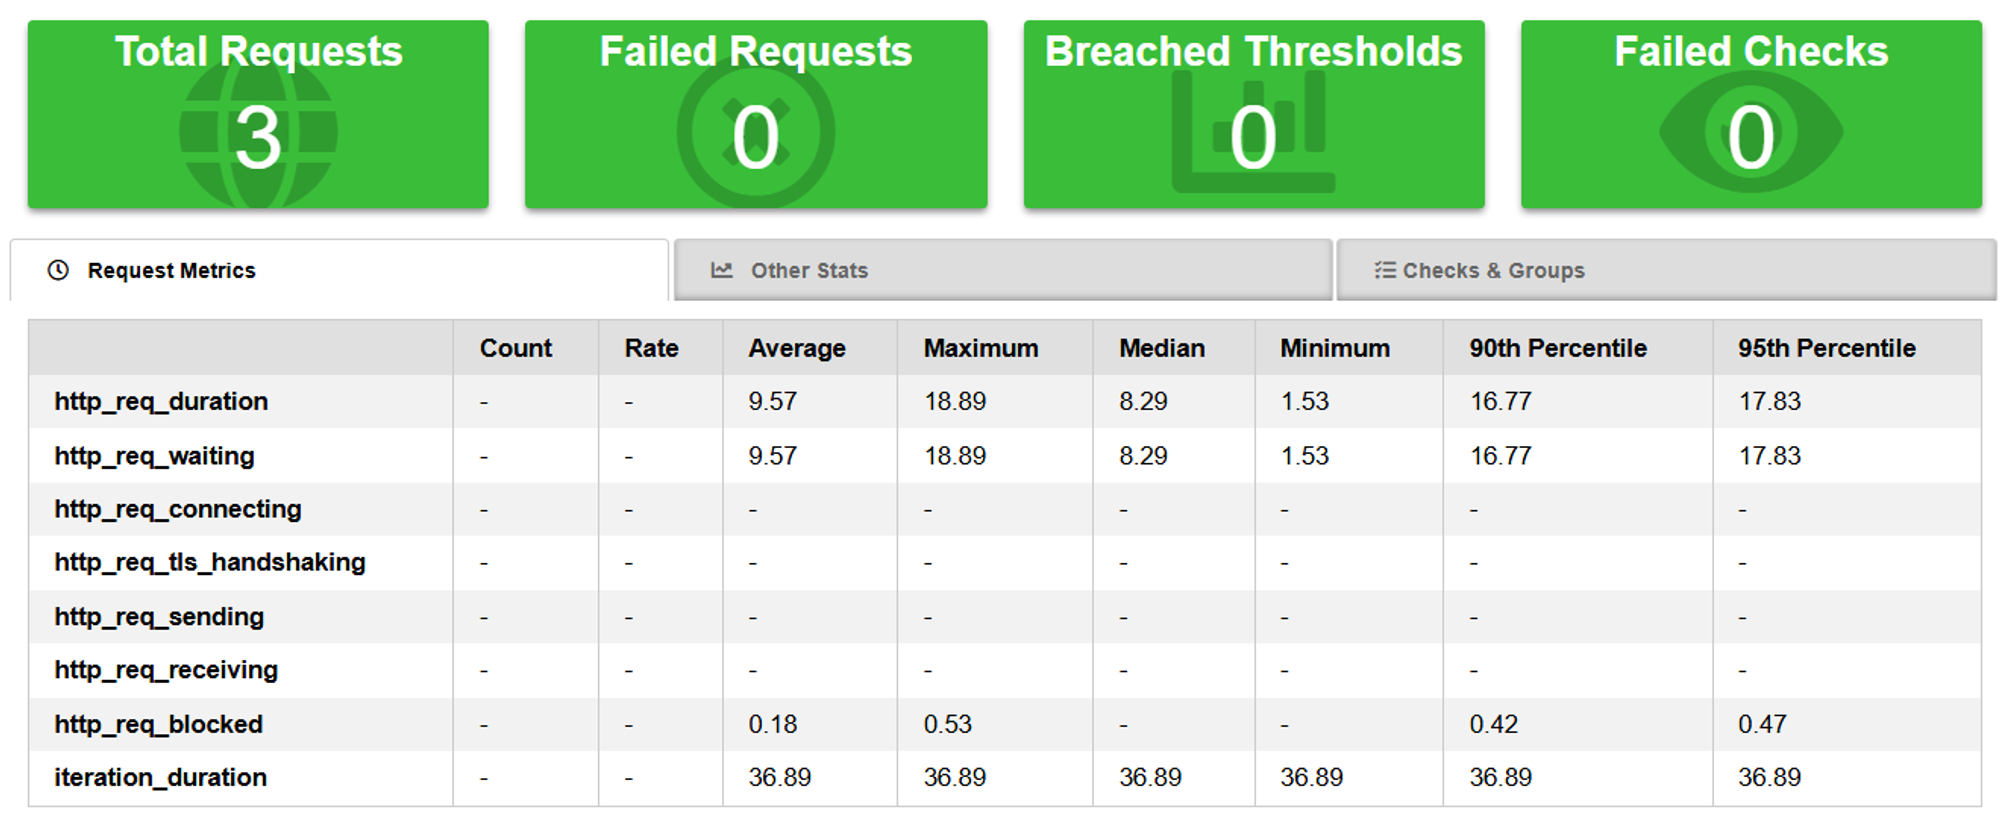 Total Requests Failed Requests Breached Thresholds Failed Checks
3 0 0 0
Request Metrics Other Stats Checks & Groups
Count Rate Average Maximum Median Minimum 90th Percentile 95th Percentile
http_req_duration - - 9.57 18.89 8.29 1.53 16.77 17.83
http_req_waiting - - 9.57 18.89 8.29 1.53 16.77 17.83
http_req_connecting - - - - - - - -
http_req_tls_handshaking - - - - - - - -
http_req_sending - - - - - - - -
http_req_receiving - - - - - - - -
http_req_blocked - - 0.18 0.53 - - 0.42 0.47
iteration_duration - - 36.89 36.89 36.89 36.89 36.89 36.89